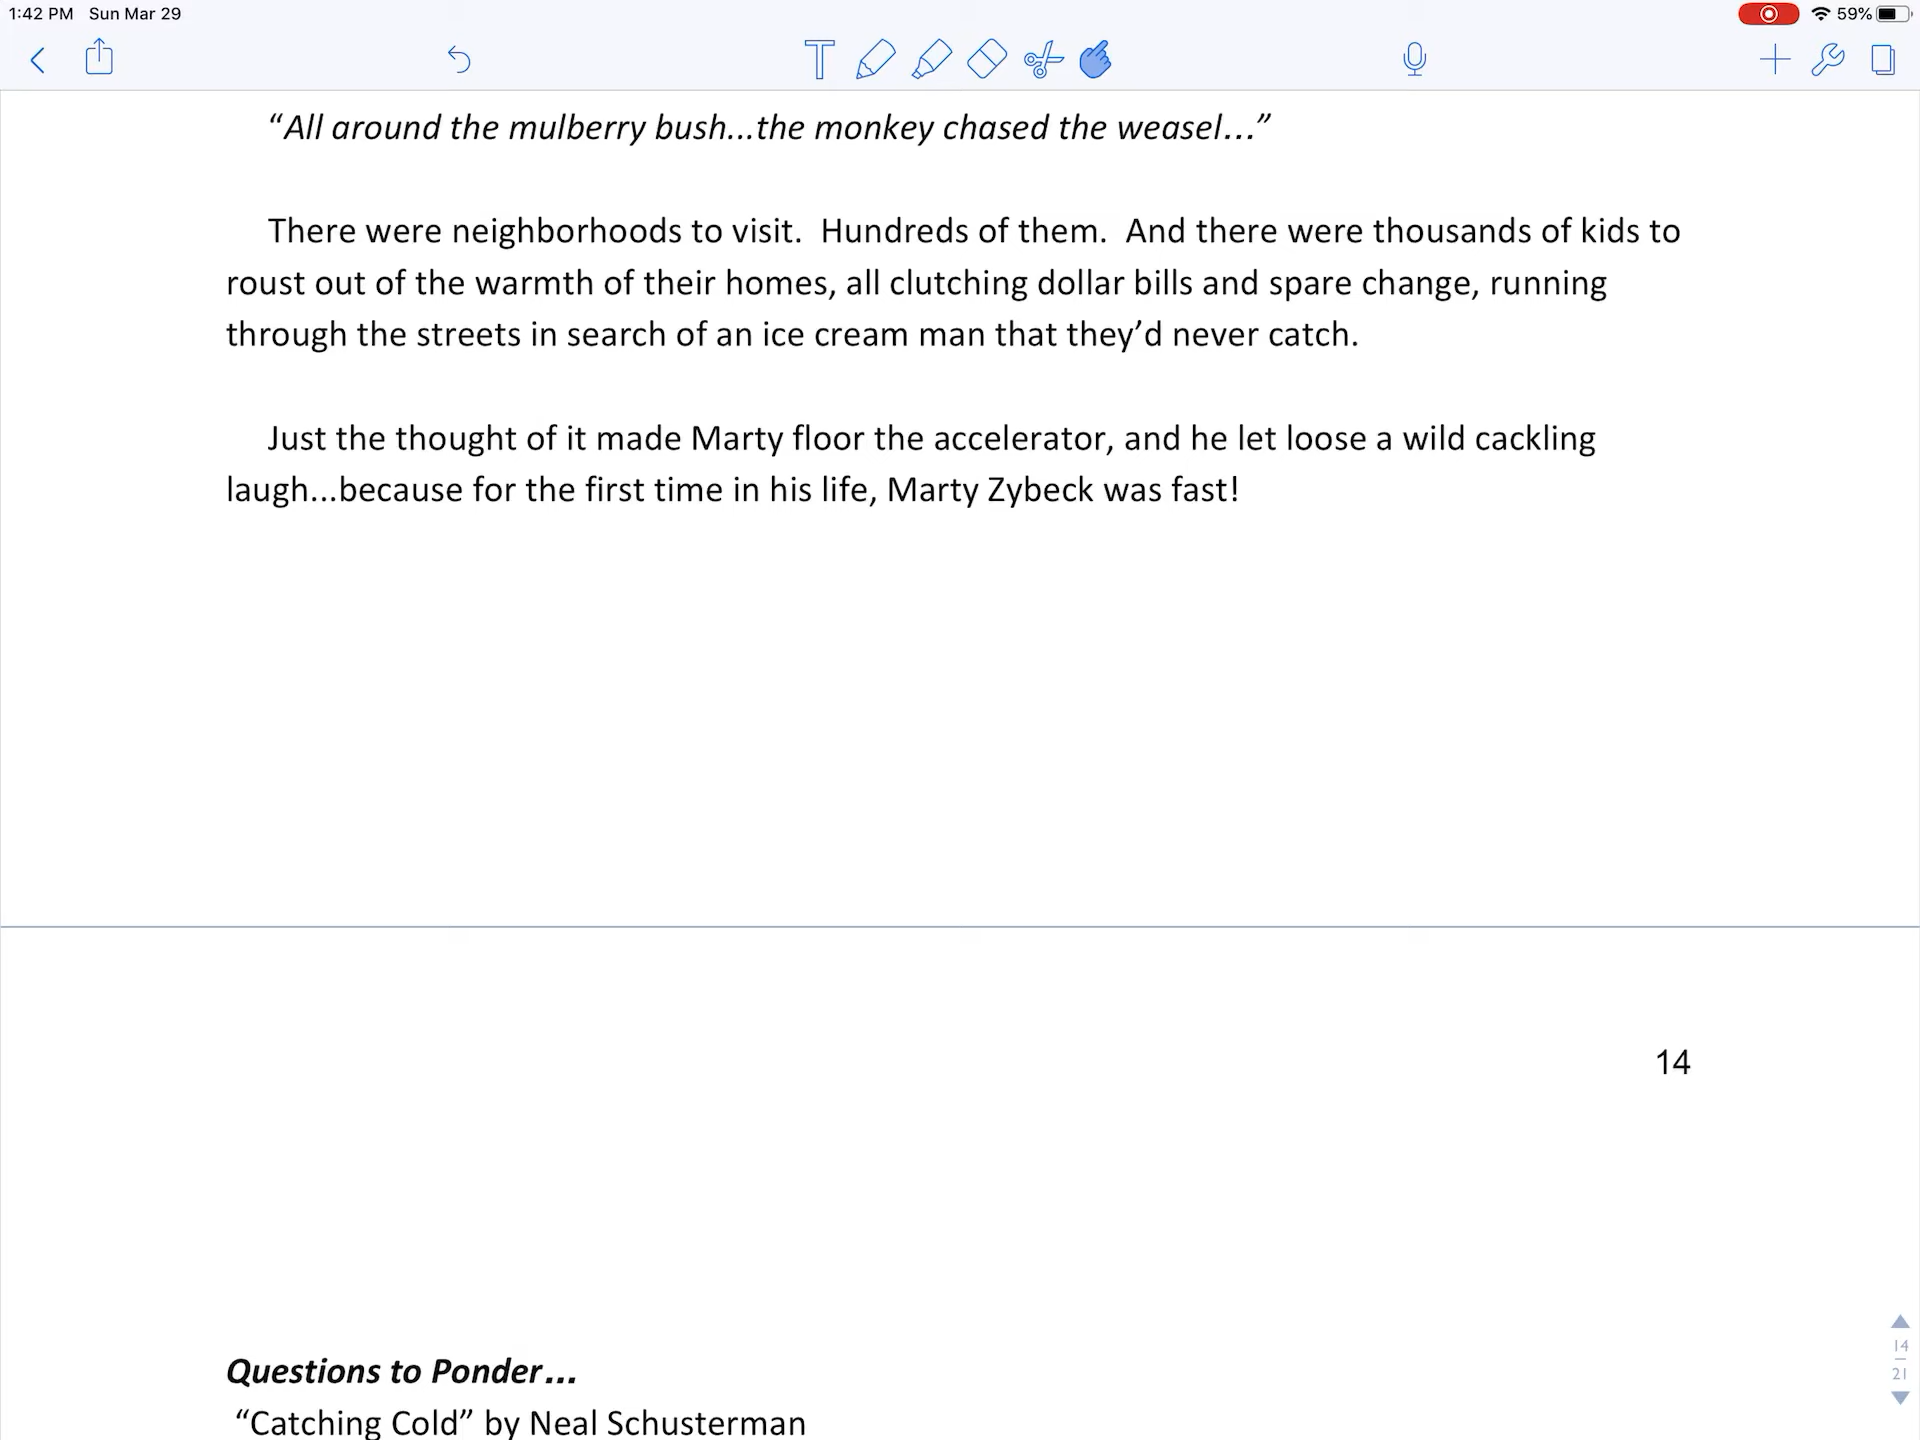 1:42 PM Sun Mar 29
59%
“All around the mulberry bush...the monkey chased the weasel...”
There were neighborhoods to visit.  Hundreds of them.  And there were thousands of kids to
roust out of the warmth of their homes, all clutching dollar bills and spare change, running
through the streets in search of an ice cream man that they’d never catch.
Just the thought of it made Marty floor the accelerator, and he let loose a wild cackling
laugh...because for the first time in his life, Marty Zybeck was fast!
14
14
21
Questions to Ponder...
“Catching Cold” by Neal Schusterman